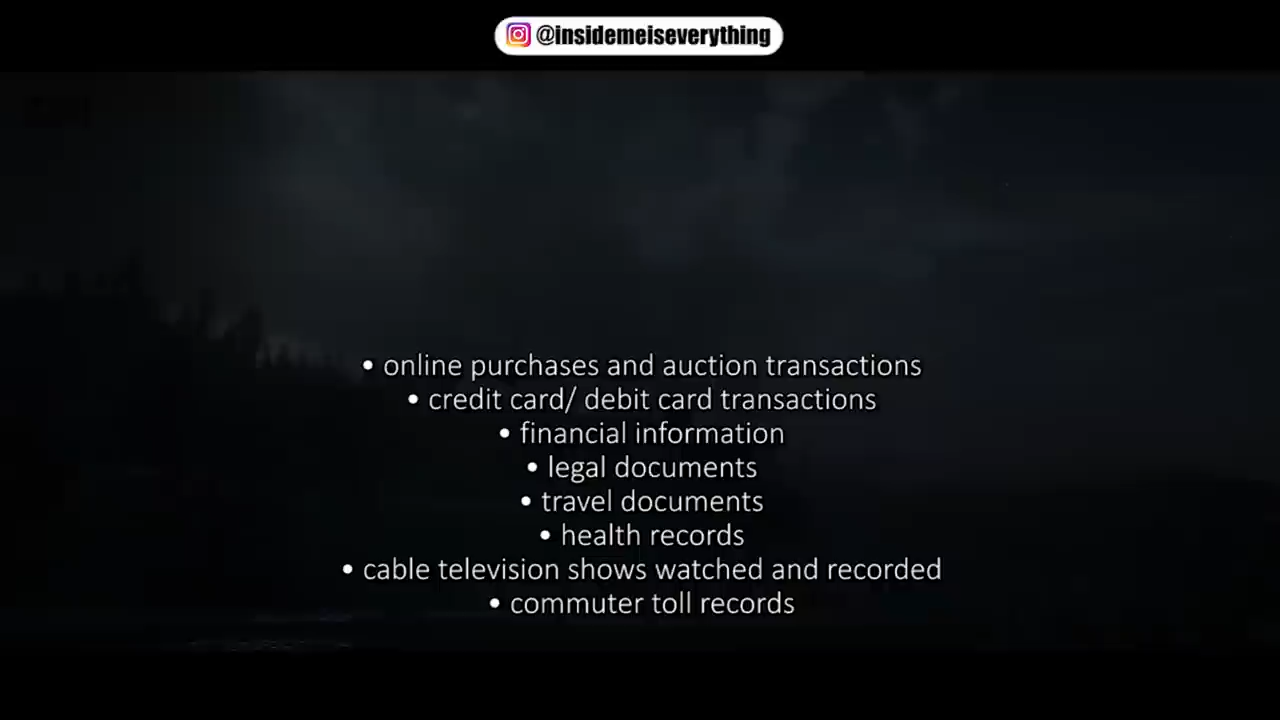 @insidemeiseverything
• online purchases and auction transactions
• credit card/ debit card transactions
• financial information
• legal documents
• travel documents
• health records
• cable television shows watched and recorded
• commuter toll records